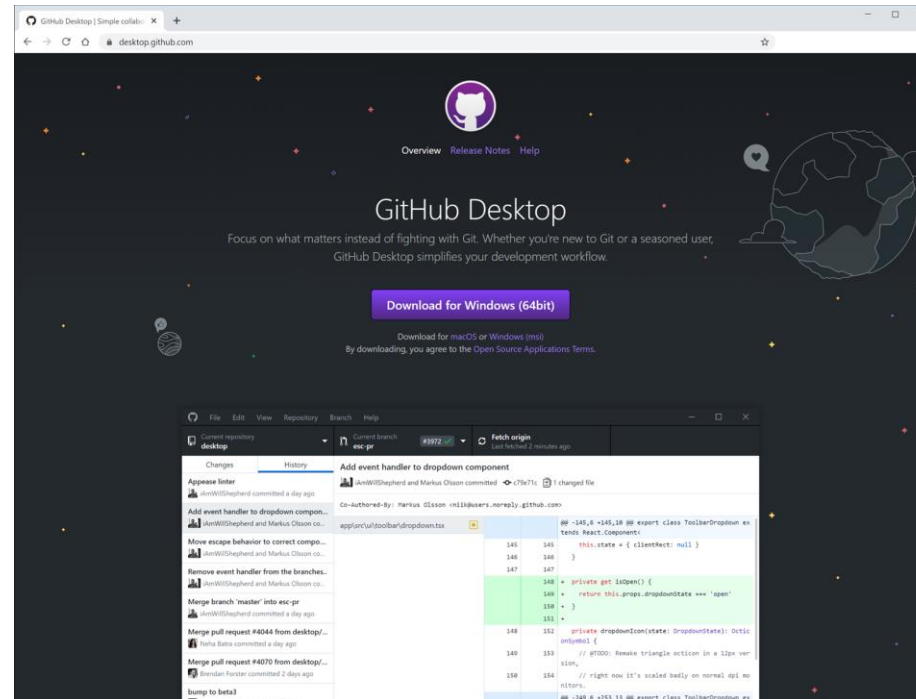 GitHub Desktop | Simple collabo
desktop.github.com
Overview Release Notes Help
GitHub Desktop
Focus on what matters instead of fighting with Git. Whether you're new to Git or a seasoned user,
GitHub Desktop simplifies your development workflow.
Download for Windows (64bit)
Download for macOS or Windows (msi)
By downloading, you agree to the Open Source Applications Terms.
File Edit View Repository Branch Help
Current repository
desktop
Current branch
esc-pr
#3972
Fetch origin
Last fetched 2 minutes ago
Changes History
Appease linter
iAmWillShepherd committed a day ago
Add event handler to dropdown compon...
iAmWillShepherd and Markus Olsson co...
Move escape behavior to correct compo...
iAmWillShepherd and Markus Olsson co...
Remove event handler from the branches..
iAmWillShepherd and Markus Olsson co...
Merge branch 'master' into esc-pr
iAmWillShepherd committed a day ago
Merge pull request #4044 from desktop/...
Neha Batra committed a day ago
Merge pull request #4070 from desktop/...
Brendan Forster committed 2 days ago
bump to beta3
Add event handler to dropdown component
iAmWillShepherd and Markus Olsson committed c79e71c 1 changed file
Co-Authored-By: Markus Olsson <niik@users.noreply.github.com>
app\src\ui\toolbar\dropdown.tsx
@@ -145,6 +145,10 @@ export class ToolbarDropdown ex
tends React.Component<
145 145 this.state = { clientRect: null }
146 146 }
147 147
148 + private get isOpen() {
149 + return this.props.dropdownState === 'open'
150 + }
151 +
148 152 private dropdownIcon(state: DropdownState): Octic
onSymbol {
149 153 // @TODO: Remake triangle octicon in a 12px ver
sion,
150 154 // right now it's scaled badly on normal dpi mo
nitors.
@@ -249,6 +253,13 @@ export class ToolbarDropdown ex